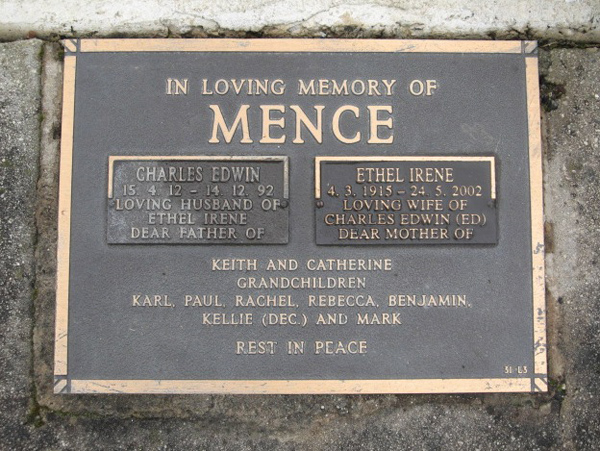 IN LOVING MEMORY OF
MENCE
CHARLES EDWIN
15. 4. 12 - 14. 12. 92
LOVING HUSBAND OF
ETHEL IRENE
DEAR FATHER OF
ETHEL IRENE
4. 3. 1915 - 24. 5. 2002
LOVING WIFE OF
CHARLES EDWIN (ED)
DEAR MOTHER OF
KEITH AND CATHERINE
GRANDCHILDREN
KARL, PAUL, RACHEL, REBECCA, BENJAMIN,
KELLIE (DEC.) AND MARK
REST IN PEACE